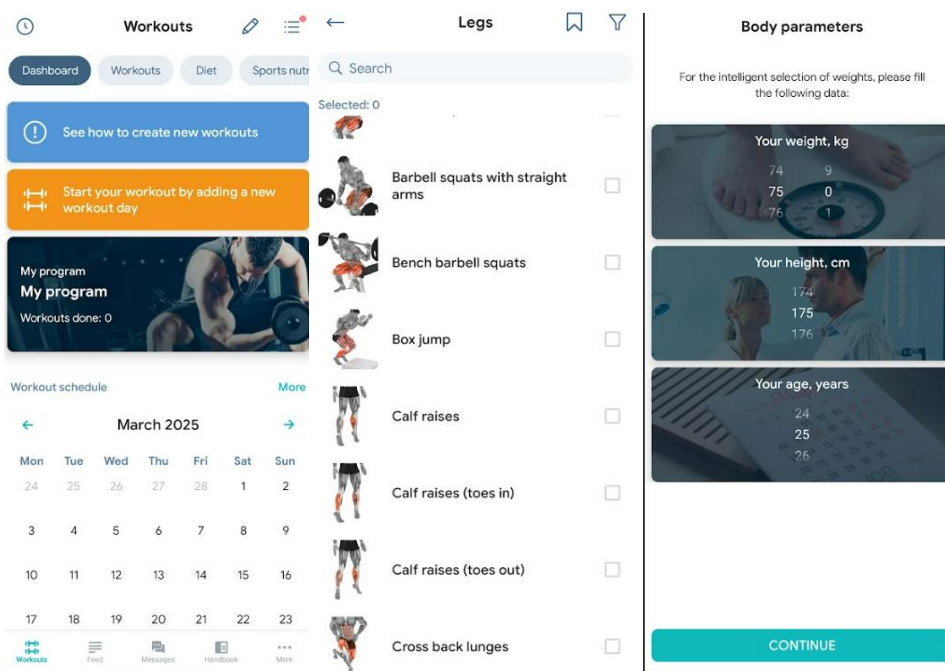 Workouts
Dashboard
Workouts
Diet
Sports nutr
See how to create new workouts
Start your workout by adding a new
workout day
My program
My program
Workouts done: 0
Workout schedule
More
March 2025
Mon Tue Wed Thu Fri Sat Sun
24 25 26 27 28 1 2
3 4 5 6 7 8 9
10 11 12 13 14 15 16
17 18 19 20 21 22 23
Workouts
Feed
Messages
Handbook
More
Legs
Search
Selected: 0
Barbell squats with straight
arms
Bench barbell squats
Box jump
Calf raises
Calf raises (toes in)
Calf raises (toes out)
Cross back lunges
Body parameters
For the intelligent selection of weights, please fill
the following data:
Your weight, kg
74 9
75 0
76 1
Your height, cm
174
175
176
Your age, years
24
25
26
CONTINUE